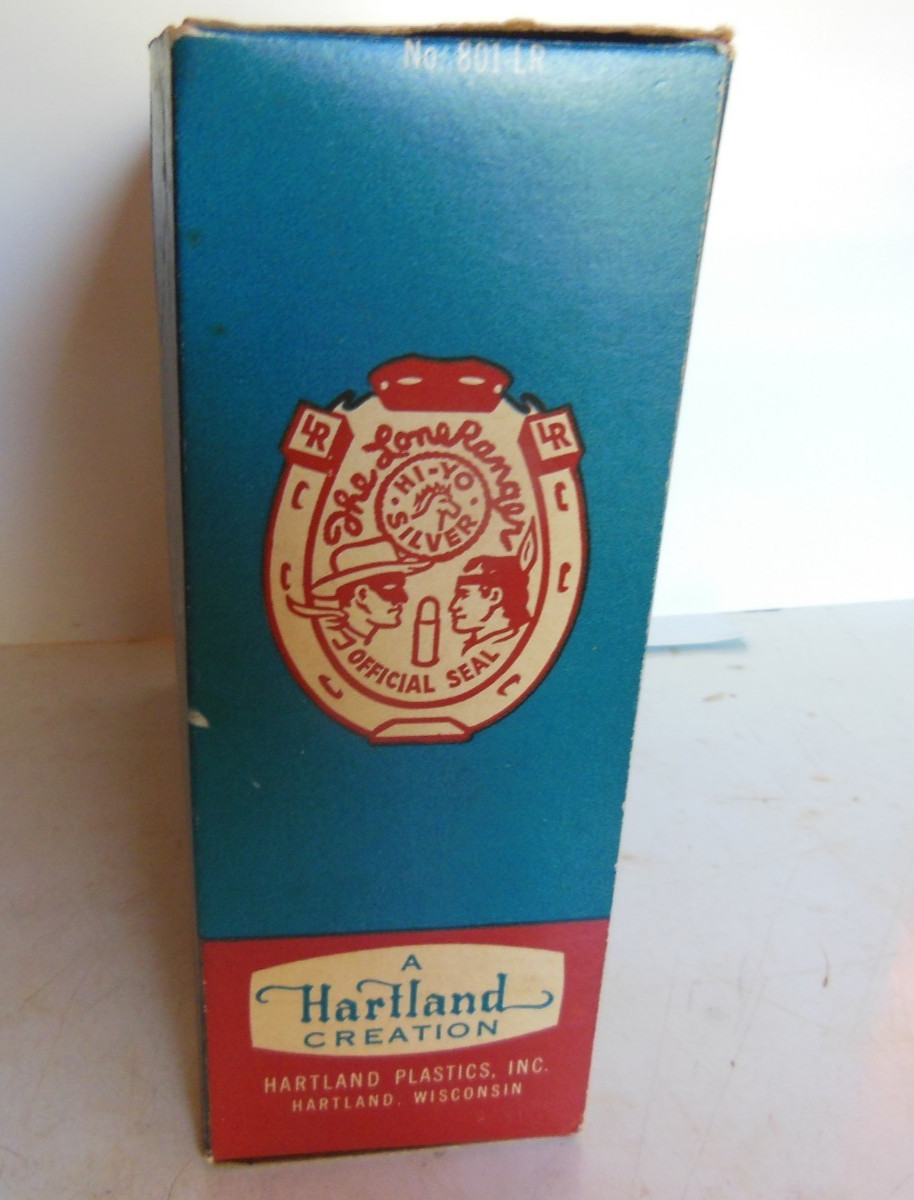 No. 801-LR
LR
LR
The Lone Ranger
HI-YO
SILVER
OFFICIAL SEAL
A
Hartland
CREATION
HARTLAND PLASTICS, INC.
HARTLAND, WISCONSIN